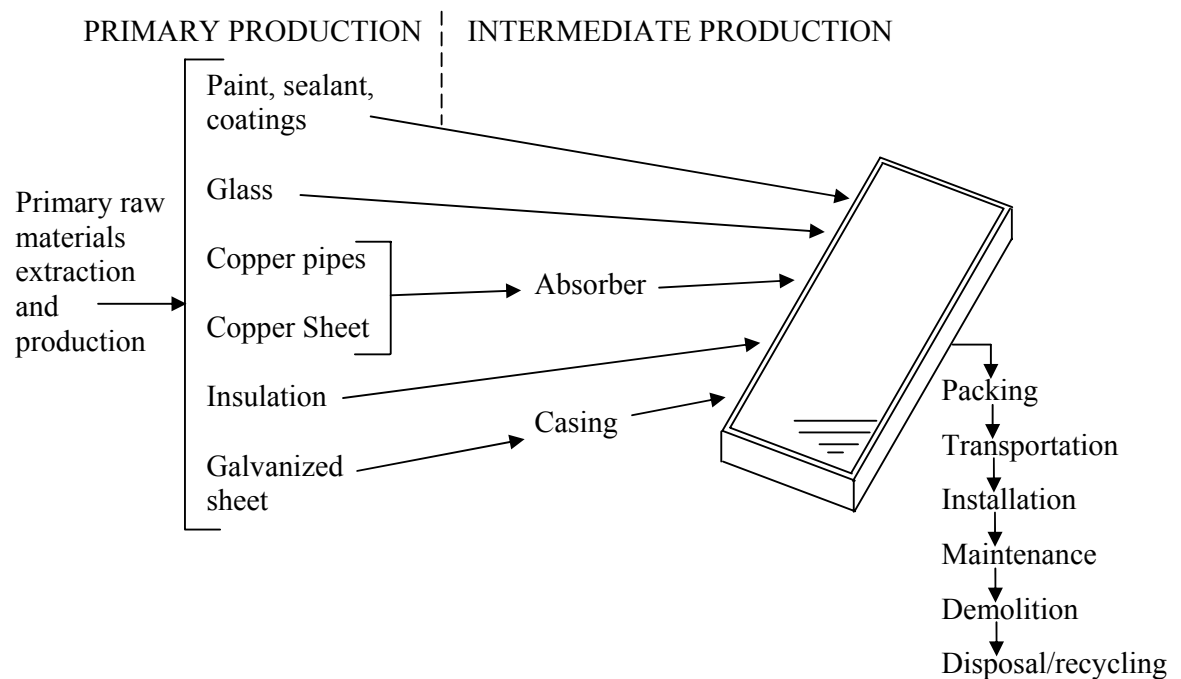 PRIMARY PRODUCTION
INTERMEDIATE PRODUCTION
Primary raw
materials
extraction
and
production
Paint, sealant,
coatings
Glass
Copper pipes
Copper Sheet
Insulation
Galvanized
sheet
Absorber
Casing
Packing
Transportation
Installation
Maintenance
Demolition
Disposal/recycling